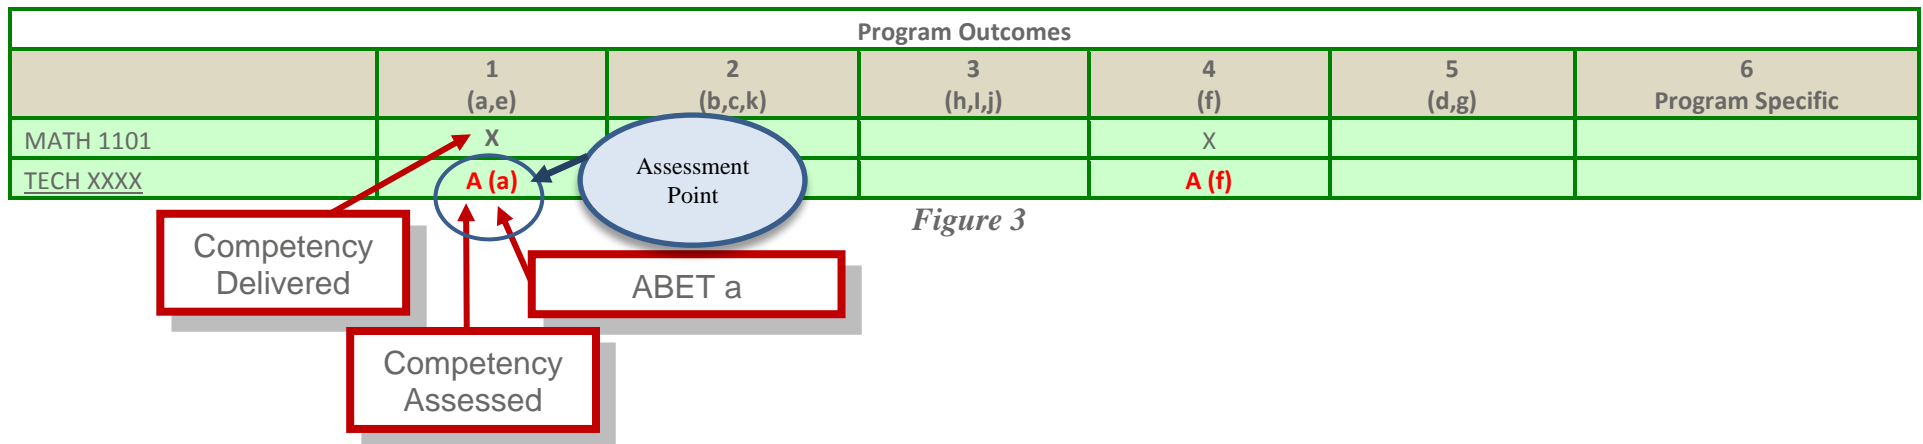 Program Outcomes
1 2 3 4 5 6
(a,e) (b,c,k) (h,I,j) (f) (d,g) Program Specific
MATH 1101 X X
TECH XXXX A (a) A (f)
Assessment
Point
Figure 3
Competency
Delivered
ABET a
Competency
Assessed